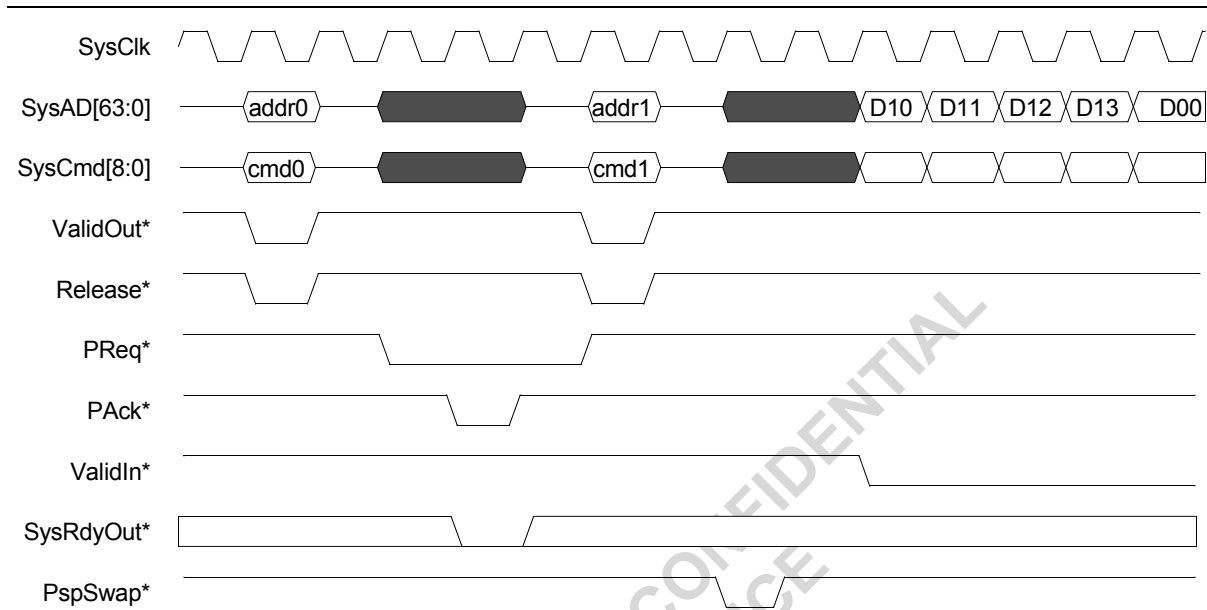 SysClk
SysAD[63:0] addr0 addr1 D10 D11 D12 D13 D00
SysCmd[8:0] cmd0 cmd1
ValidOut*
Release*
PReq*
PAck*
ValidIn*
SysRdyOut*
PspSwap*
CONFIDENTIAL